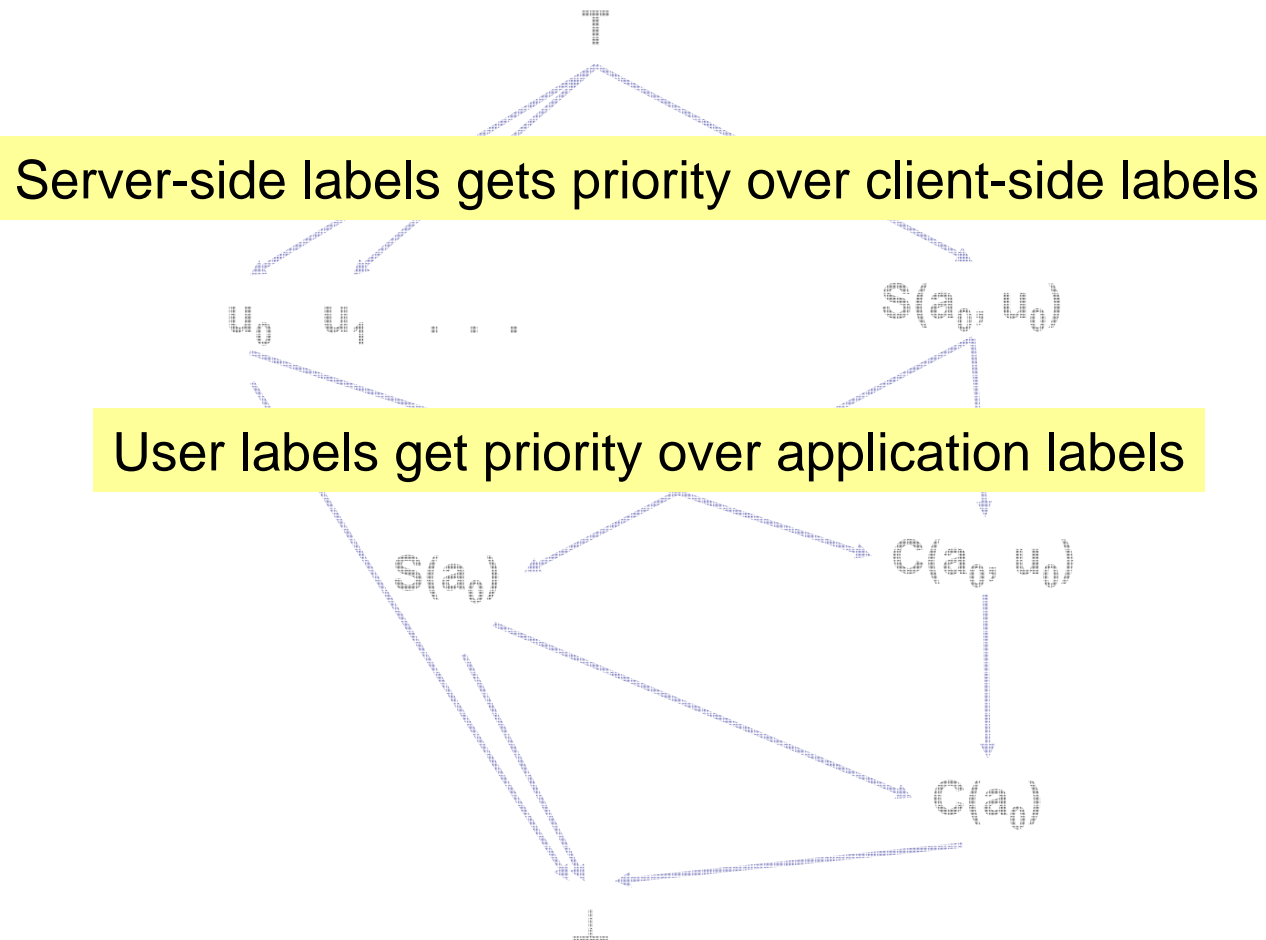 T
Server-side labels gets priority over client-side labels
u₀ u₁ . . . S(a₀, u₀)
User labels get priority over application labels
S(a₀) C(a₀, u₀)
C(a₀)
⊥